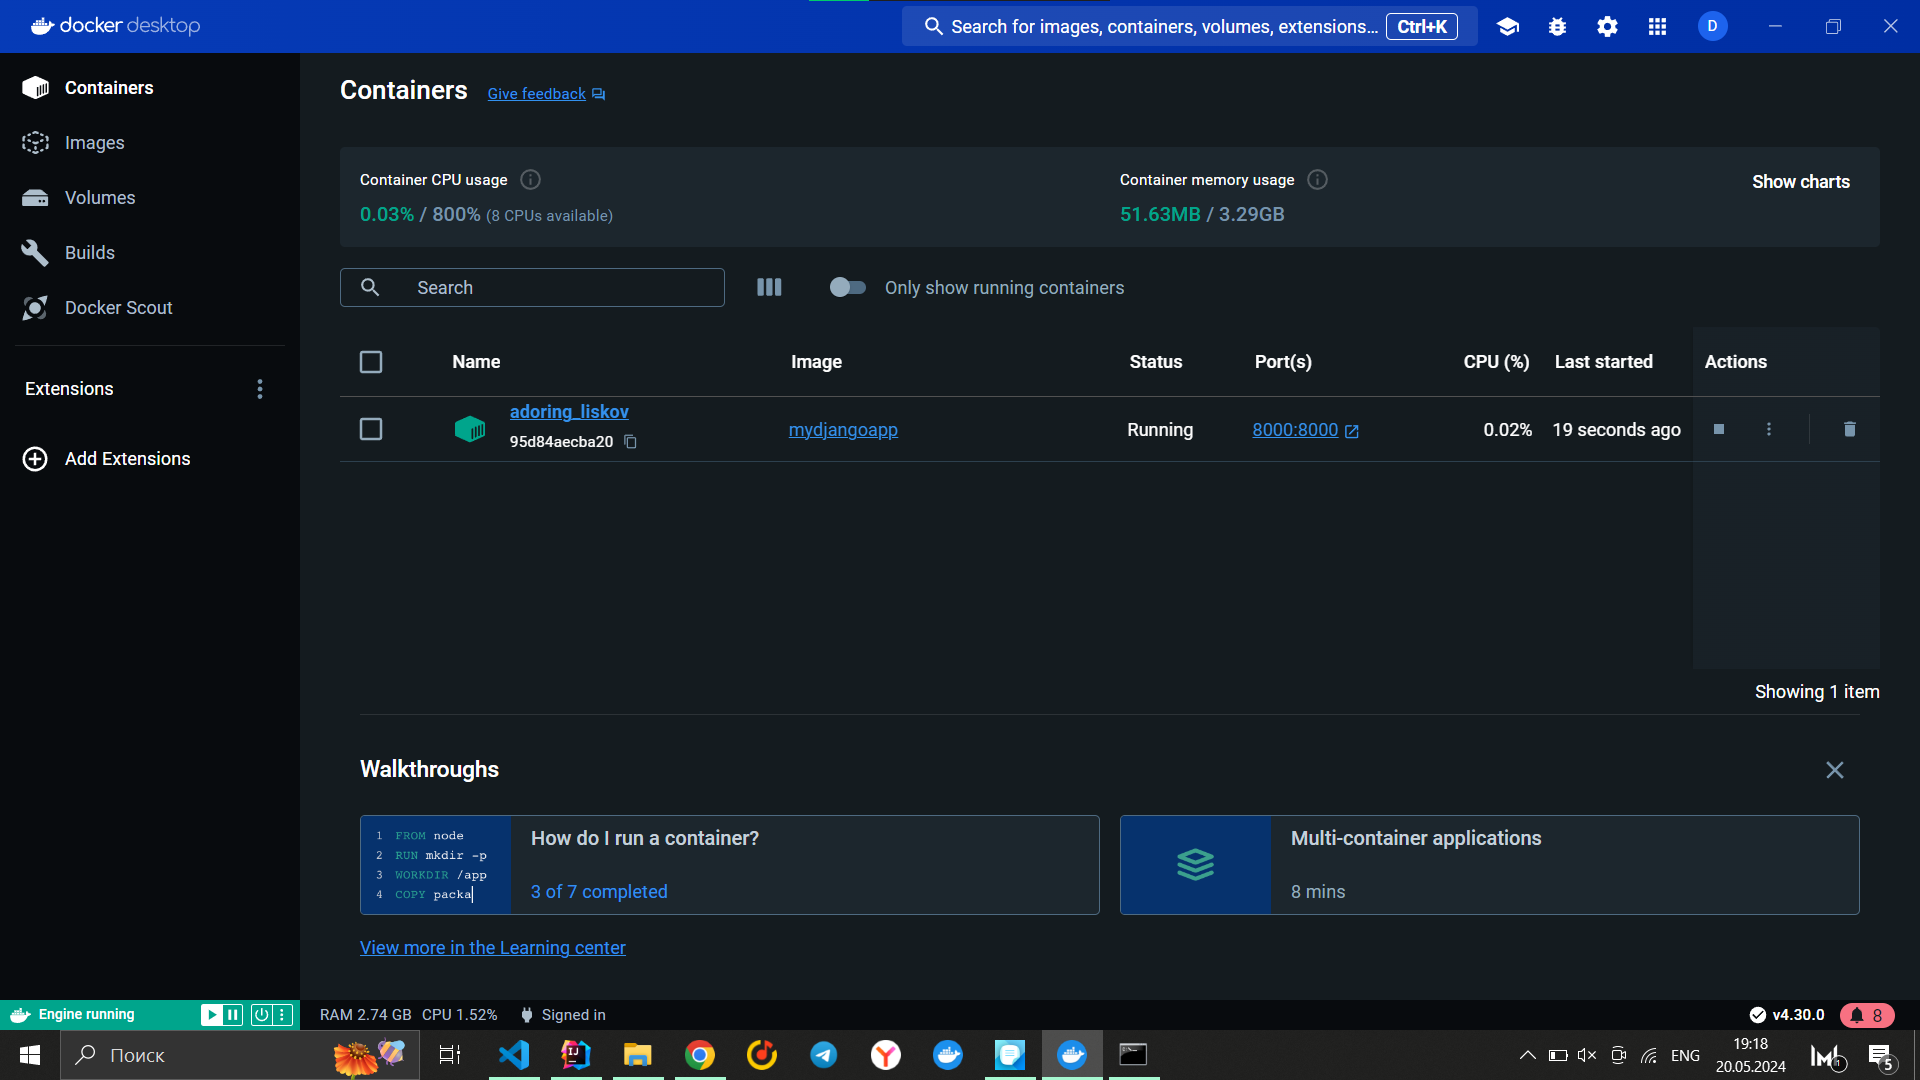 docker desktop
Search for images, containers, volumes, extensions... Ctrl+K
D
Containers
Images
Volumes
Builds
Docker Scout
Extensions
Add Extensions
Containers Give feedback
Container CPU usage
0.03% / 800% (8 CPUs available)
Container memory usage
51.63MB / 3.29GB
Show charts
Search
Only show running containers
Name Image Status Port(s) CPU (%) Last started Actions
adoring_liskov
95d84aecba20
mydjangoapp Running 8000:8000 0.02% 19 seconds ago
Showing 1 item
Walkthroughs
1 FROM node
2 RUN mkdir -p
3 WORKDIR /app
4 COPY packa
How do I run a container?
3 of 7 completed
Multi-container applications
8 mins
View more in the Learning center
Engine running
RAM 2.74 GB CPU 1.52% Signed in
v4.30.0
8
Поиск
IJ
Y
ENG
19:18
20.05.2024
1
5